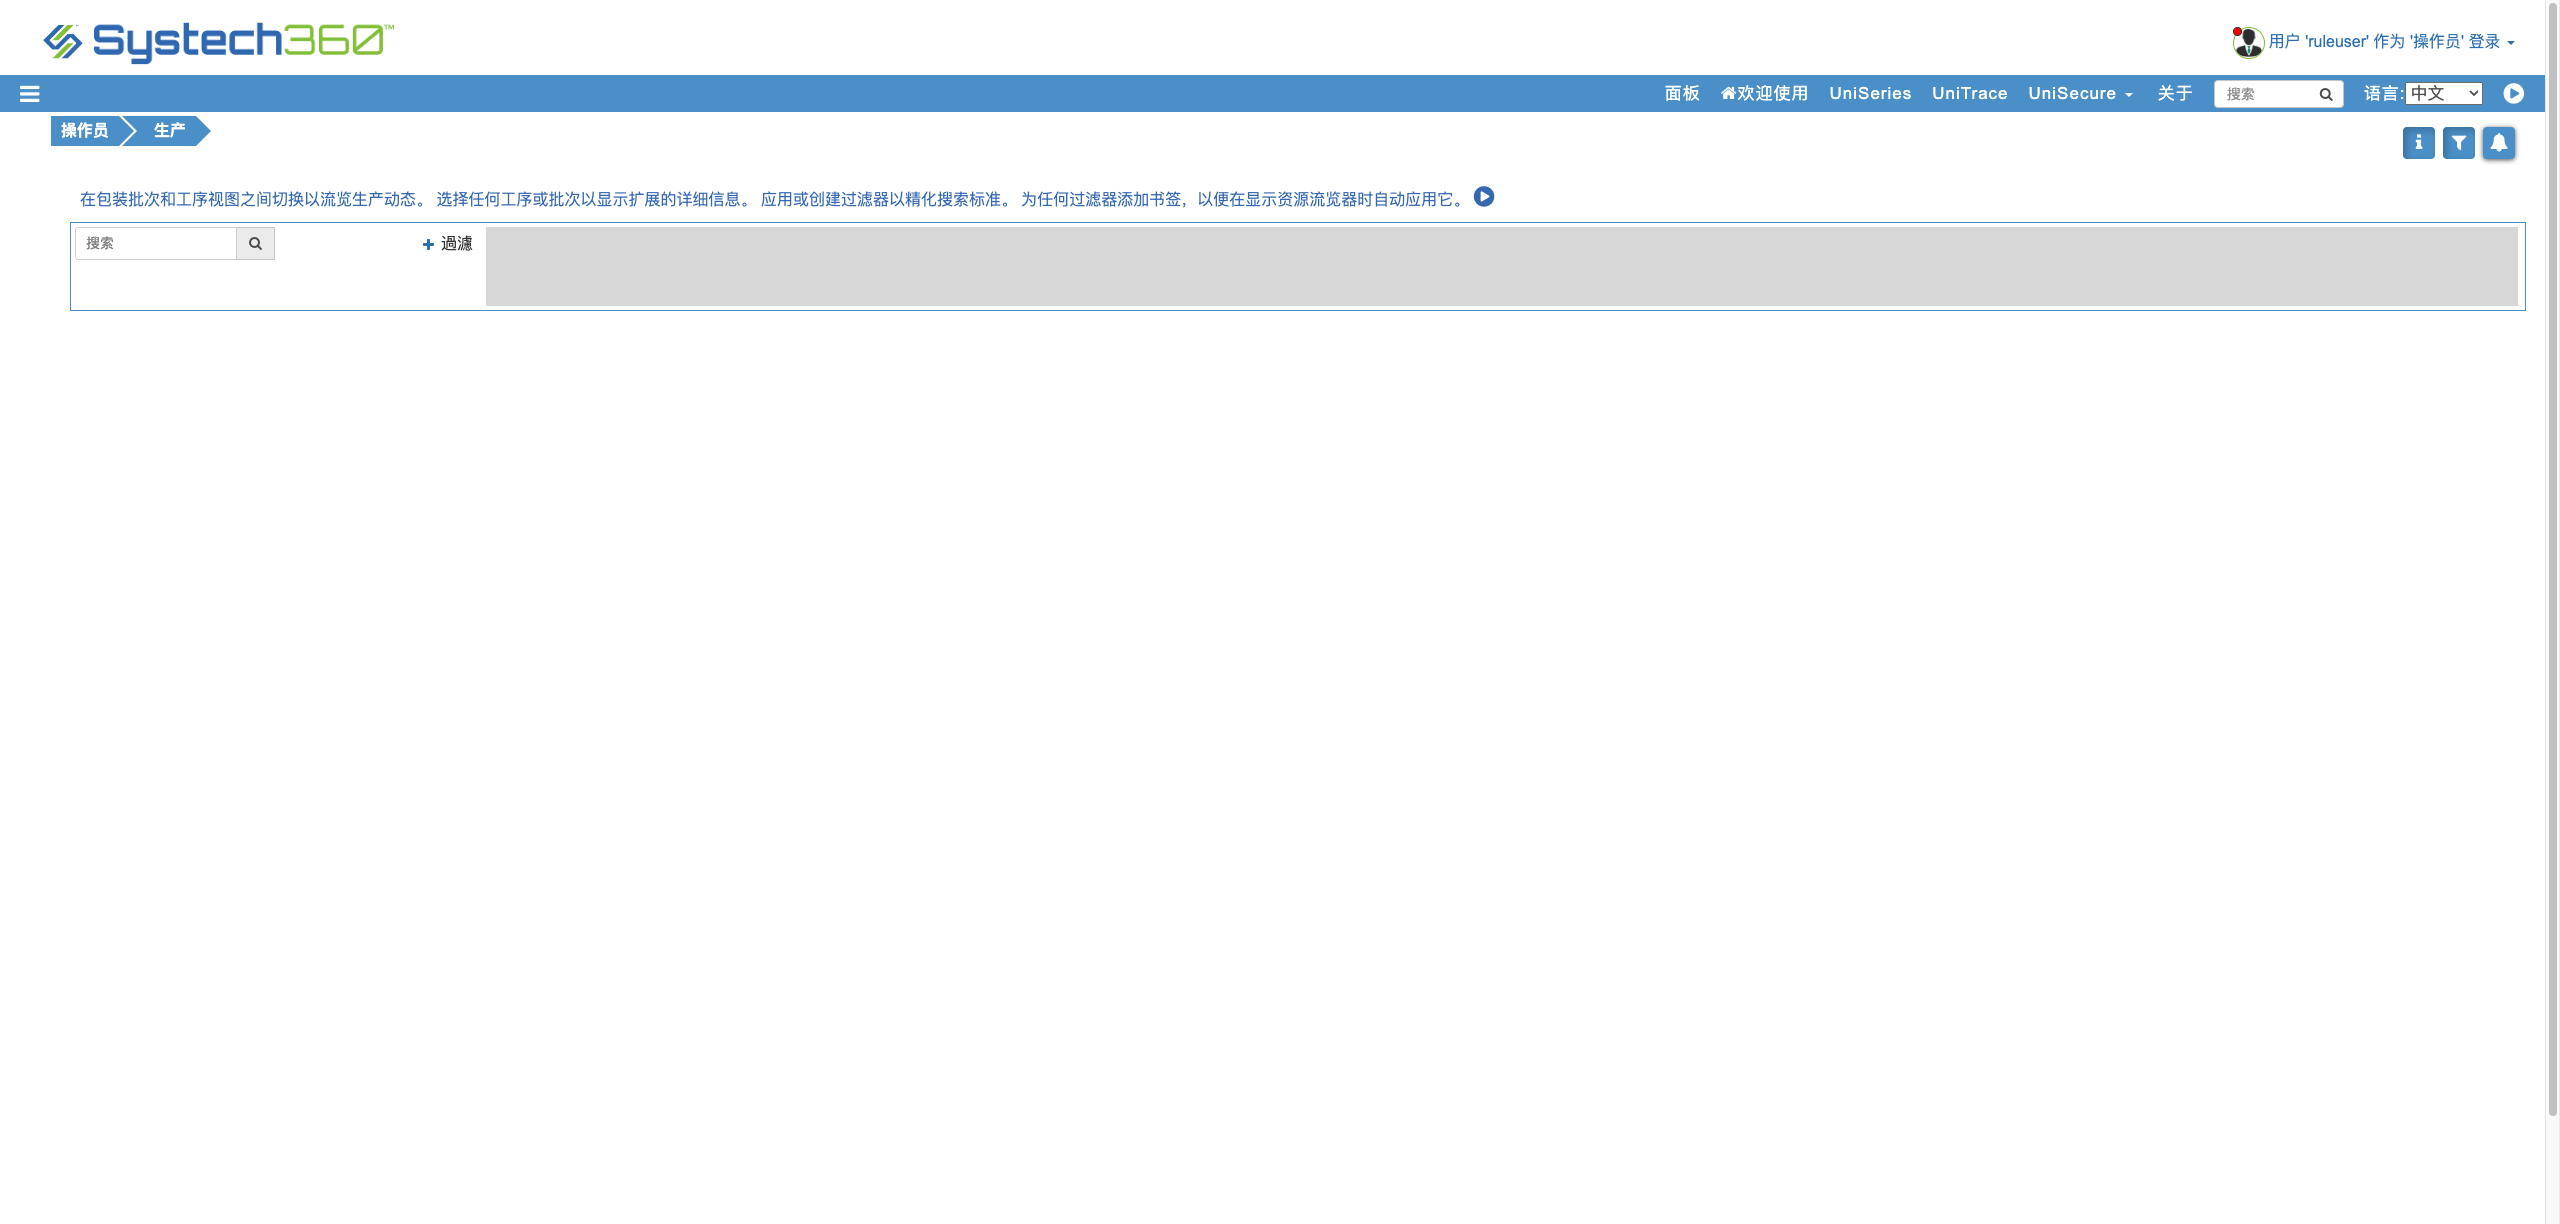 Systech360™
用户 'ruleuser' 作为 '操作员' 登录
面板 欢迎使用 UniSeries UniTrace UniSecure 关于 搜索 语言: 中文
操作员 生产
在包装批次和工序视图之间切换以流览生产动态。 选择任何工序或批次以显示扩展的详细信息。 应用或创建过滤器以精化搜索标准。 为任何过滤器添加书签，以便在显示资源流览器时自动应用它。
搜索 過濾